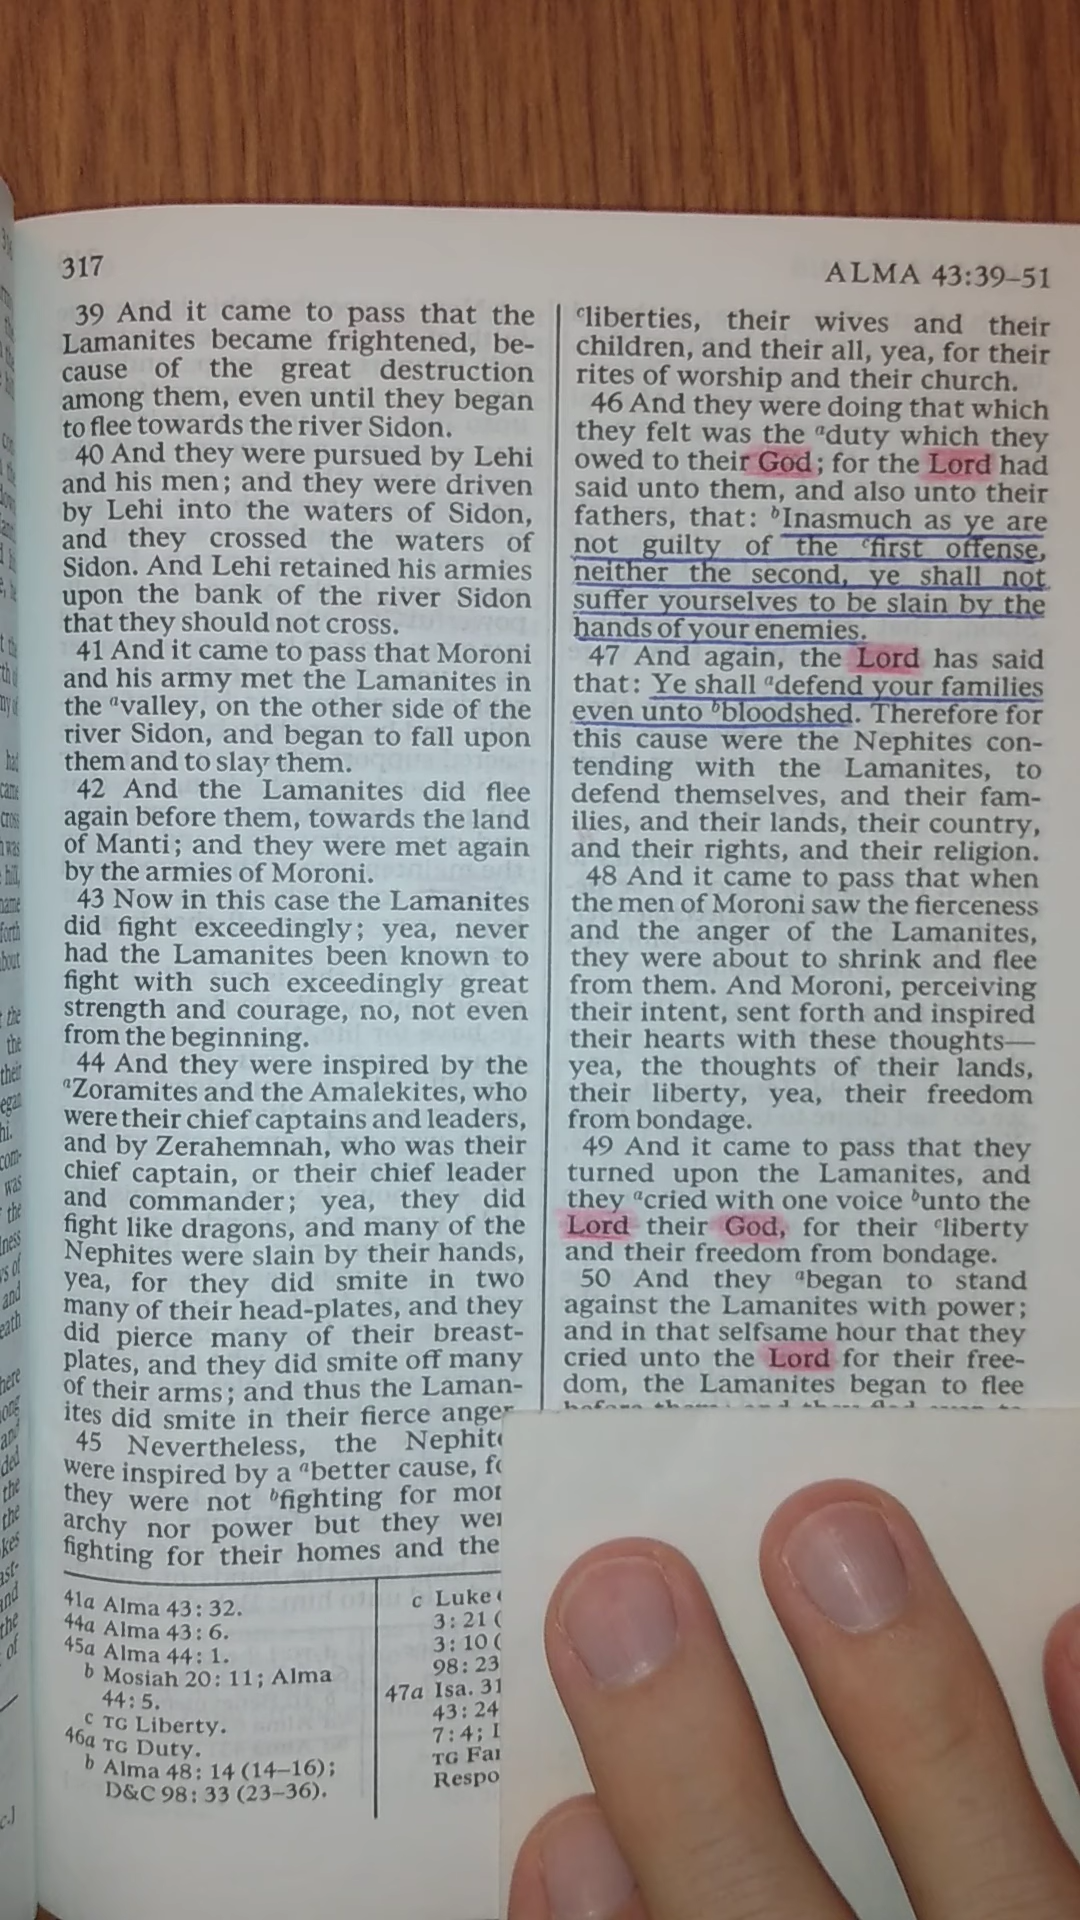 317
ALMA 43:39–51
39 And it came to pass that the
Lamanites became frightened, be-
cause of the great destruction
among them, even until they began
to flee towards the river Sidon.
40 And they were pursued by Lehi
and his men; and they were driven
by Lehi into the waters of Sidon,
and they crossed the waters of
Sidon. And Lehi retained his armies
upon the bank of the river Sidon
that they should not cross.
41 And it came to pass that Moroni
and his army met the Lamanites in
the avalley, on the other side of the
river Sidon, and began to fall upon
them and to slay them.
42 And the Lamanites did flee
again before them, towards the land
of Manti; and they were met again
by the armies of Moroni.
43 Now in this case the Lamanites
did fight exceedingly; yea, never
had the Lamanites been known to
fight with such exceedingly great
strength and courage, no, not even
from the beginning.
44 And they were inspired by the
aZoramites and the Amalekites, who
were their chief captains and leaders,
and by Zerahemnah, who was their
chief captain, or their chief leader
and commander; yea, they did
fight like dragons, and many of the
Nephites were slain by their hands,
yea, for they did smite in two
many of their head-plates, and they
did pierce many of their breast-
plates, and they did smite off many
of their arms; and thus the Laman-
ites did smite in their fierce anger
45 Nevertheless, the Nephit
were inspired by a abetter cause, f
they were not bfighting for mo
archy nor power but they we
fighting for their homes and the
cliberties, their wives and their
children, and their all, yea, for their
rites of worship and their church.
46 And they were doing that which
they felt was the aduty which they
owed to their God; for the Lord had
said unto them, and also unto their
fathers, that: bInasmuch as ye are
not guilty of the cfirst offense,
neither the second, ye shall not
suffer yourselves to be slain by the
hands of your enemies.
47 And again, the Lord has said
that: Ye shall adefend your families
even unto bbloodshed. Therefore for
this cause were the Nephites con-
tending with the Lamanites, to
defend themselves, and their fam-
ilies, and their lands, their country,
and their rights, and their religion.
48 And it came to pass that when
the men of Moroni saw the fierceness
and the anger of the Lamanites,
they were about to shrink and flee
from them. And Moroni, perceiving
their intent, sent forth and inspired
their hearts with these thoughts—
yea, the thoughts of their lands,
their liberty, yea, their freedom
from bondage.
49 And it came to pass that they
turned upon the Lamanites, and
they acried with one voice bunto the
Lord their God, for their cliberty
and their freedom from bondage.
50 And they abegan to stand
against the Lamanites with power;
and in that selfsame hour that they
cried unto the Lord for their free-
dom, the Lamanites began to flee
41a Alma 43: 32.
44a Alma 43: 6.
45a Alma 44: 1.
b Mosiah 20: 11; Alma
44: 5.
c TG Liberty.
46a TG Duty.
b Alma 48: 14 (14–16);
D&C 98: 33 (23–36).
c Luke
3: 21 (
3: 10 (
98: 23
47a Isa. 31
43: 24
7: 4;
TG Fa
Respo